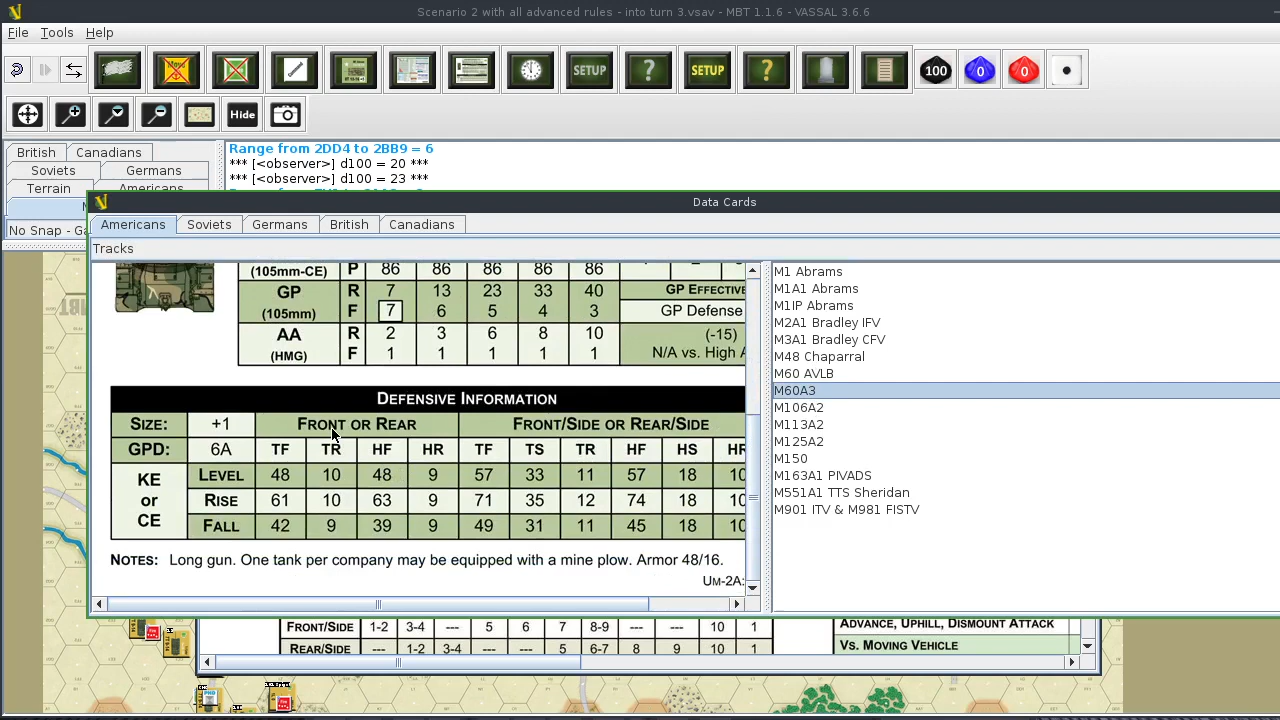 Scenario 2 with all advanced rules - into turn 3.vsav - MBT 1.1.6 - VASSAL 3.6.6
File Tools Help
SETUP ? SETUP ? 100 0 0
Hide
British Canadians
Soviets Germans
Terrain Americans
No Snap - Ga
Range from 2DD4 to 2BB9 = 6
*** [<observer>] d100 = 20 ***
*** [<observer>] d100 = 23 ***
Data Cards
Americans Soviets Germans British Canadians
Tracks
(105mm-CE) P 86 86 86 86 86
GP R 7 13 23 33 40 GP EFFECTIVE
(105mm) F 7 6 5 4 3 GP Defense
AA R 2 3 6 8 10 (-15)
(HMG) F 1 1 1 1 1 N/A vs. High A
DEFENSIVE INFORMATION
SIZE: +1 FRONT OR REAR FRONT/SIDE OR REAR/SIDE
GPD: 6A TF TR HF HR TF TS TR HF HS HR
KE or CE
LEVEL 48 10 48 9 57 33 11 57 18 10
RISE 61 10 63 9 71 35 12 74 18 10
FALL 42 9 39 9 49 31 11 45 18 10
NOTES: Long gun. One tank per company may be equipped with a mine plow. Armor 48/16.
UM-2A:
M1 Abrams
M1A1 Abrams
M1IP Abrams
M2A1 Bradley IFV
M3A1 Bradley CFV
M48 Chaparral
M60 AVLB
M60A3
M106A2
M113A2
M125A2
M150
M163A1 PIVADS
M551A1 TTS Sheridan
M901 ITV & M981 FISTV
FRONT/SIDE 1-2 3-4 --- 5 6 7 8-9 --- --- 10 1
REAR/SIDE --- 1-2 3-4 --- --- 5 6-7 8 9 10 1
ADVANCE, UPHILL, DISMOUNT ATTACK
VS. MOVING VEHICLE